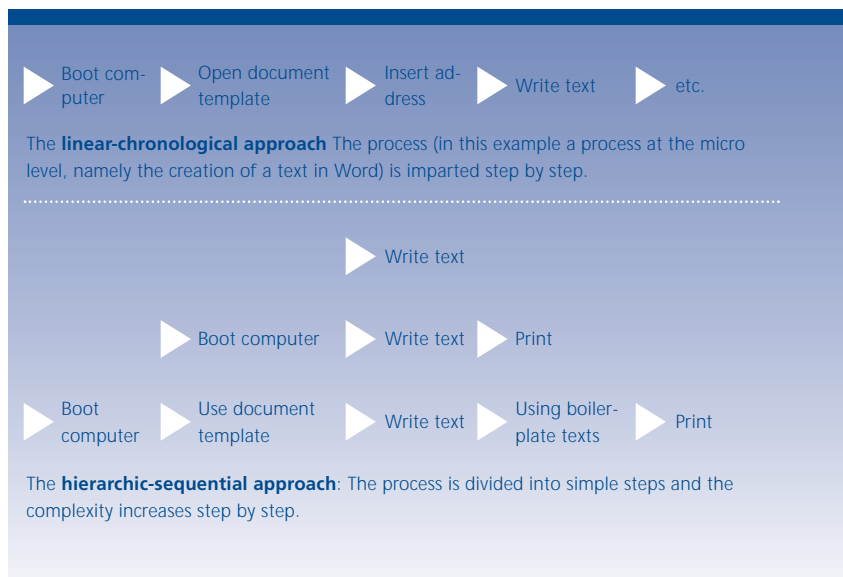 Boot com-
puter
Open document
template
Insert ad-
dress
Write text
etc.
The linear-chronological approach The process (in this example a process at the micro
level, namely the creation of a text in Word) is imparted step by step.
Write text
Boot computer
Write text
Print
Boot
computer
Use document
template
Write text
Using boiler-
plate texts
Print
The hierarchic-sequential approach: The process is divided into simple steps and the
complexity increases step by step.